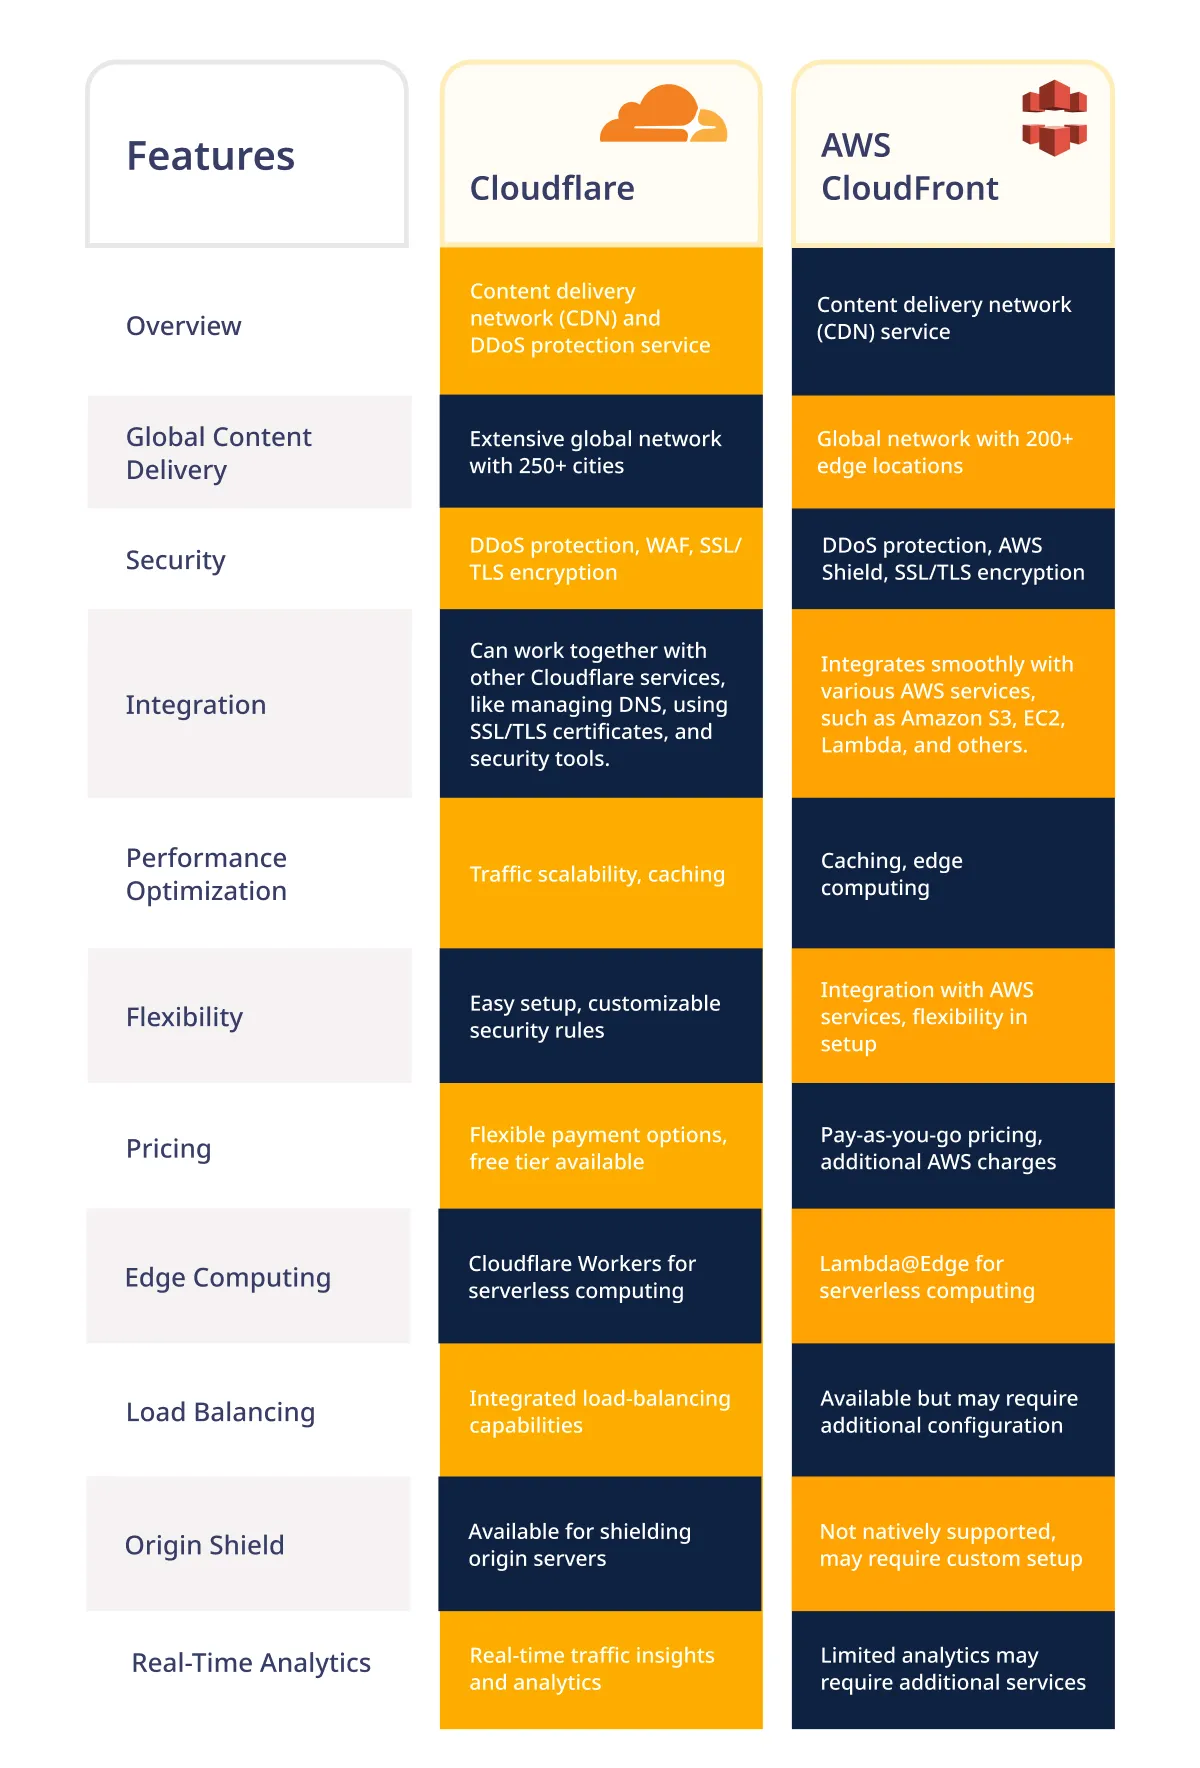 Features
Cloudflare
AWS
CloudFront
Overview
Content delivery
network (CDN) and
DDoS protection service
Content delivery network
(CDN) service
Global Content
Delivery
Extensive global network
with 250+ cities
Global network with 200+
edge locations
Security
DDoS protection, WAF, SSL/
TLS encryption
DDoS protection, AWS
Shield, SSL/TLS encryption
Integration
Can work together with
other Cloudflare services,
like managing DNS, using
SSL/TLS certificates, and
security tools.
Integrates smoothly with
various AWS services,
such as Amazon S3, EC2,
Lambda, and others.
Performance
Optimization
Traffic scalability, caching
Caching, edge
computing
Flexibility
Easy setup, customizable
security rules
Integration with AWS
services, flexibility in
setup
Pricing
Flexible payment options,
free tier available
Pay-as-you-go pricing,
additional AWS charges
Edge Computing
Cloudflare Workers for
serverless computing
Lambda@Edge for
serverless computing
Load Balancing
Integrated load-balancing
capabilities
Available but may require
additional configuration
Origin Shield
Available for shielding
origin servers
Not natively supported,
may require custom setup
Real-Time Analytics
Real-time traffic insights
and analytics
Limited analytics may
require additional services